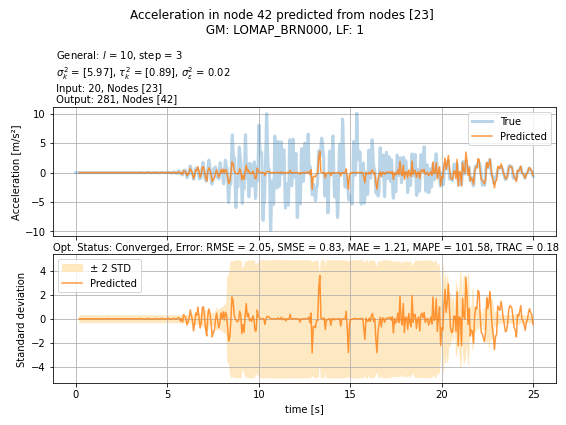 Acceleration in node 42 predicted from nodes [23]
GM: LOMAP_BRN000, LF: 1
General: l = 10, step = 3
σ²ₖ = [5.97], τ²ₖ = [0.89], σ²ε = 0.02
Input: 20, Nodes [23]
Output: 281, Nodes [42]
Acceleration [m/s²]
10
5
0
−5
−10
True
Predicted
Opt. Status: Converged, Error: RMSE = 2.05, SMSE = 0.83, MAE = 1.21, MAPE = 101.58, TRAC = 0.18
Standard deviation
4
2
0
−2
−4
± 2 STD
Predicted
0 5 10 15 20 25
time [s]